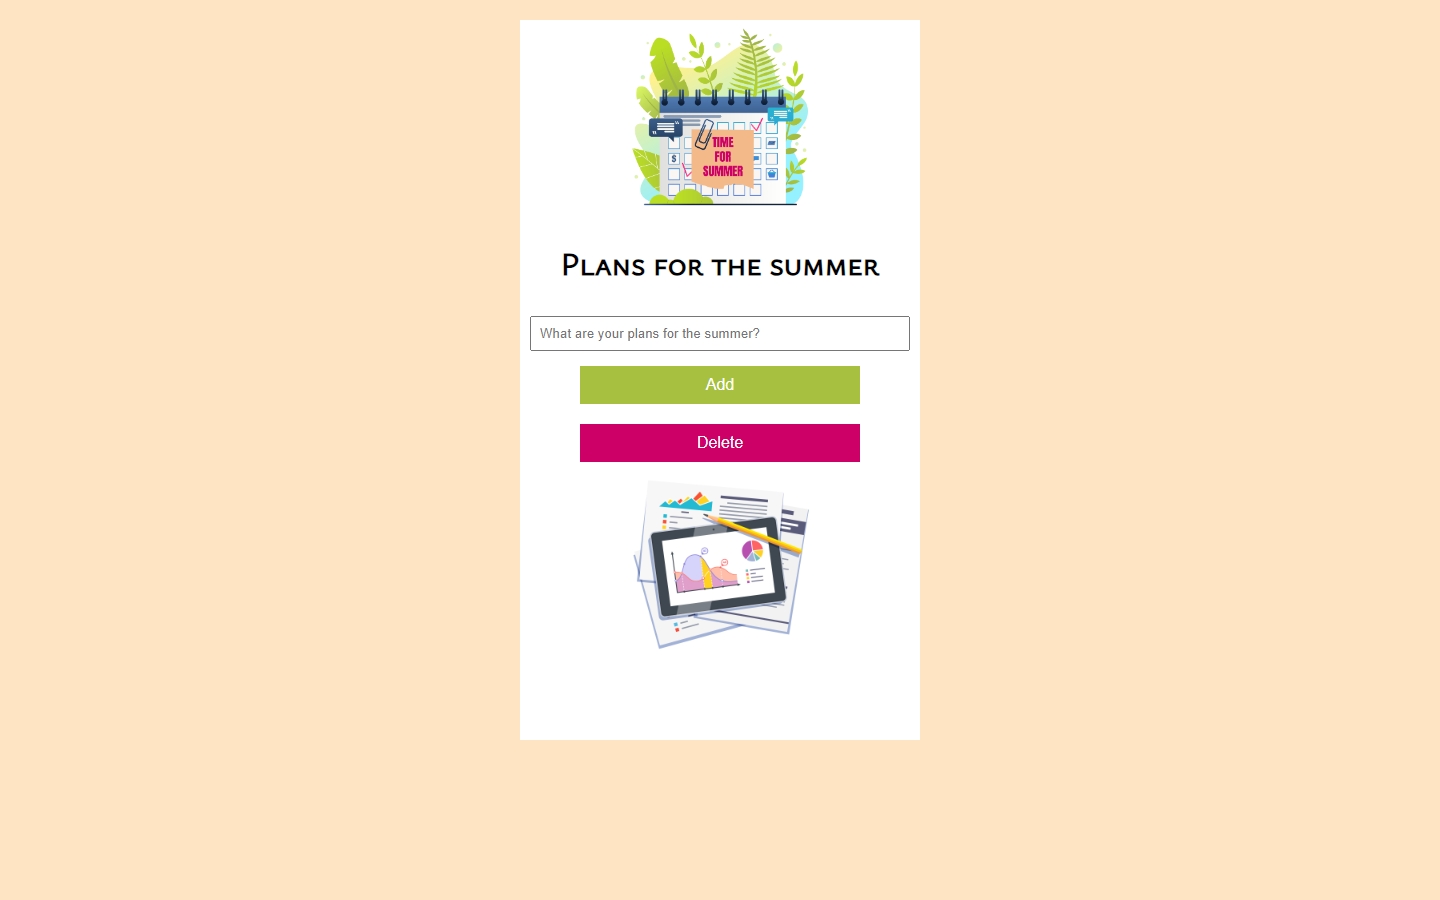 TIME
FOR
SUMMER
$
Plans for the summer
What are your plans for the summer?
Add
Delete